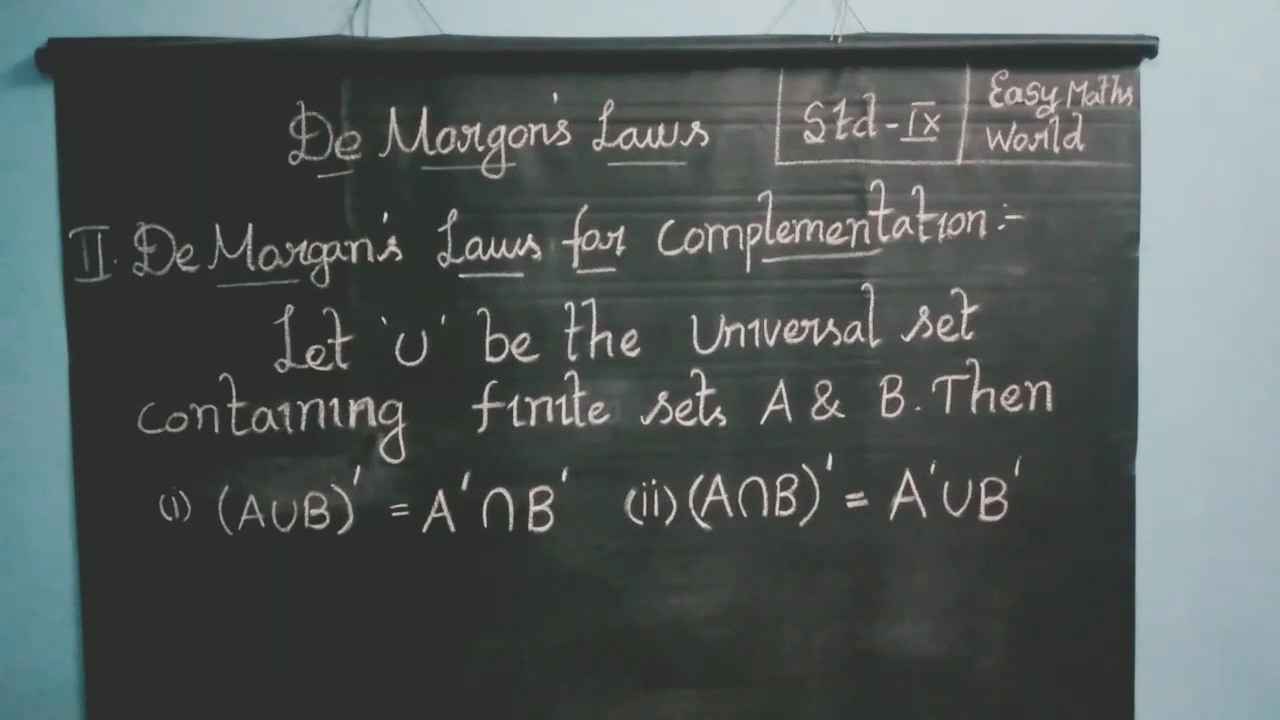 De Margon's Laws
Std - IX
Easy Maths
World
II. De Margan's Laws for complementation :-
Let 'U' be the Universal set
containing finite sets A & B. Then
(i) (A∪B)' = A'∩B' (ii) (A∩B)' = A'∪B'